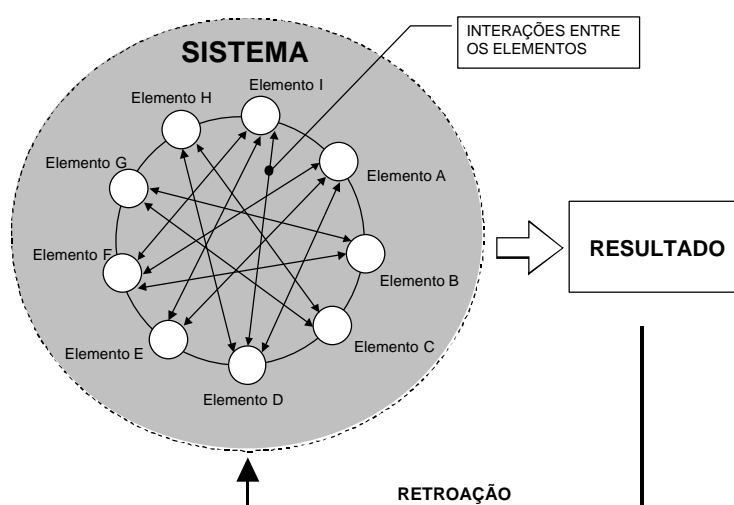 INTERAÇÕES ENTRE
OS ELEMENTOS
SISTEMA
Elemento I
Elemento H
Elemento G
Elemento A
Elemento F
Elemento B
Elemento E
Elemento C
Elemento D
RESULTADO
RETROAÇÃO